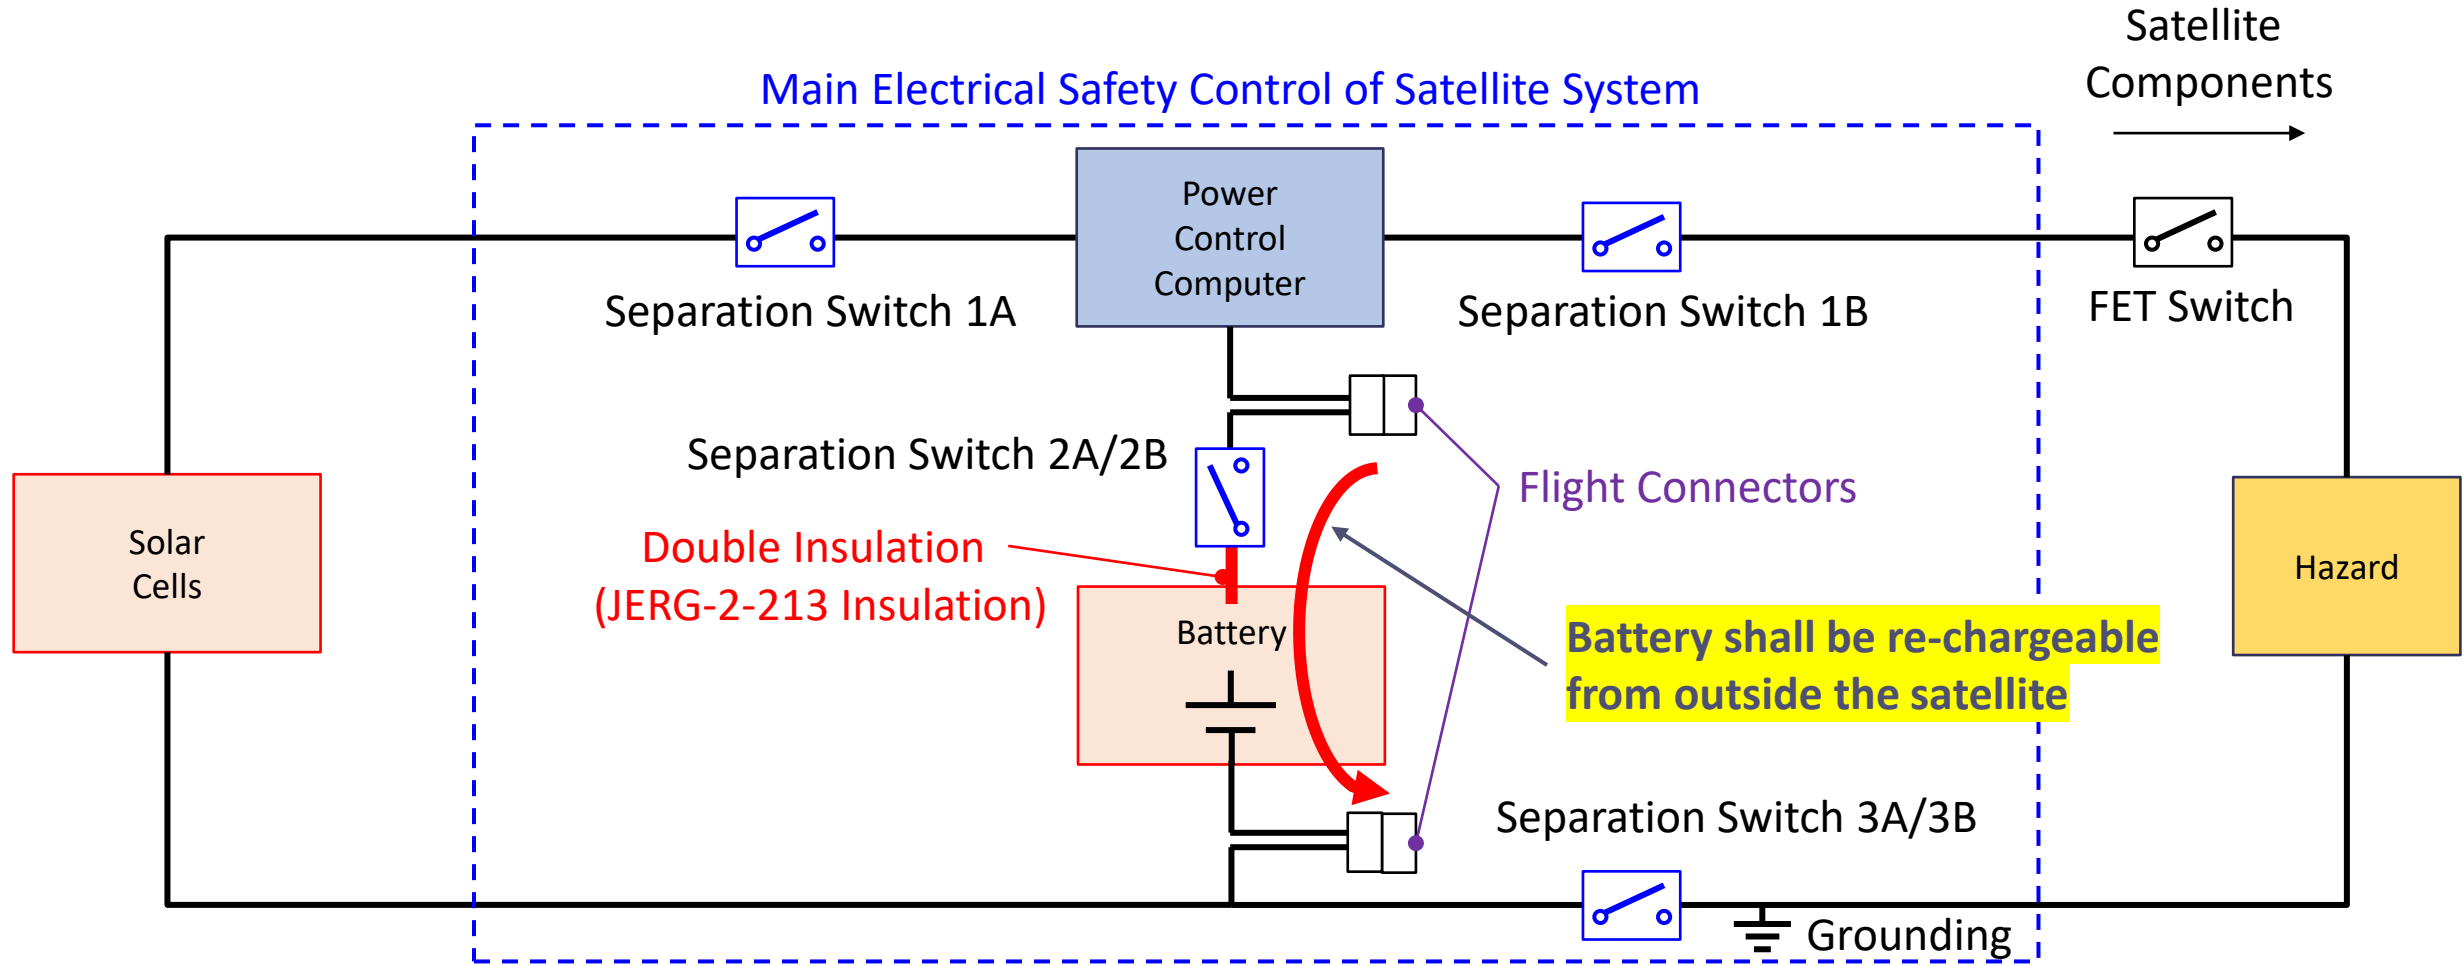 Satellite
Components
Main Electrical Safety Control of Satellite System
Power
Control
Computer
Separation Switch 1A
Separation Switch 1B
FET Switch
Separation Switch 2A/2B
Flight Connectors
Solar
Cells
Double Insulation
(JERG-2-213 Insulation)
Battery
Hazard
Battery shall be re-chargeable
from outside the satellite
Separation Switch 3A/3B
Grounding